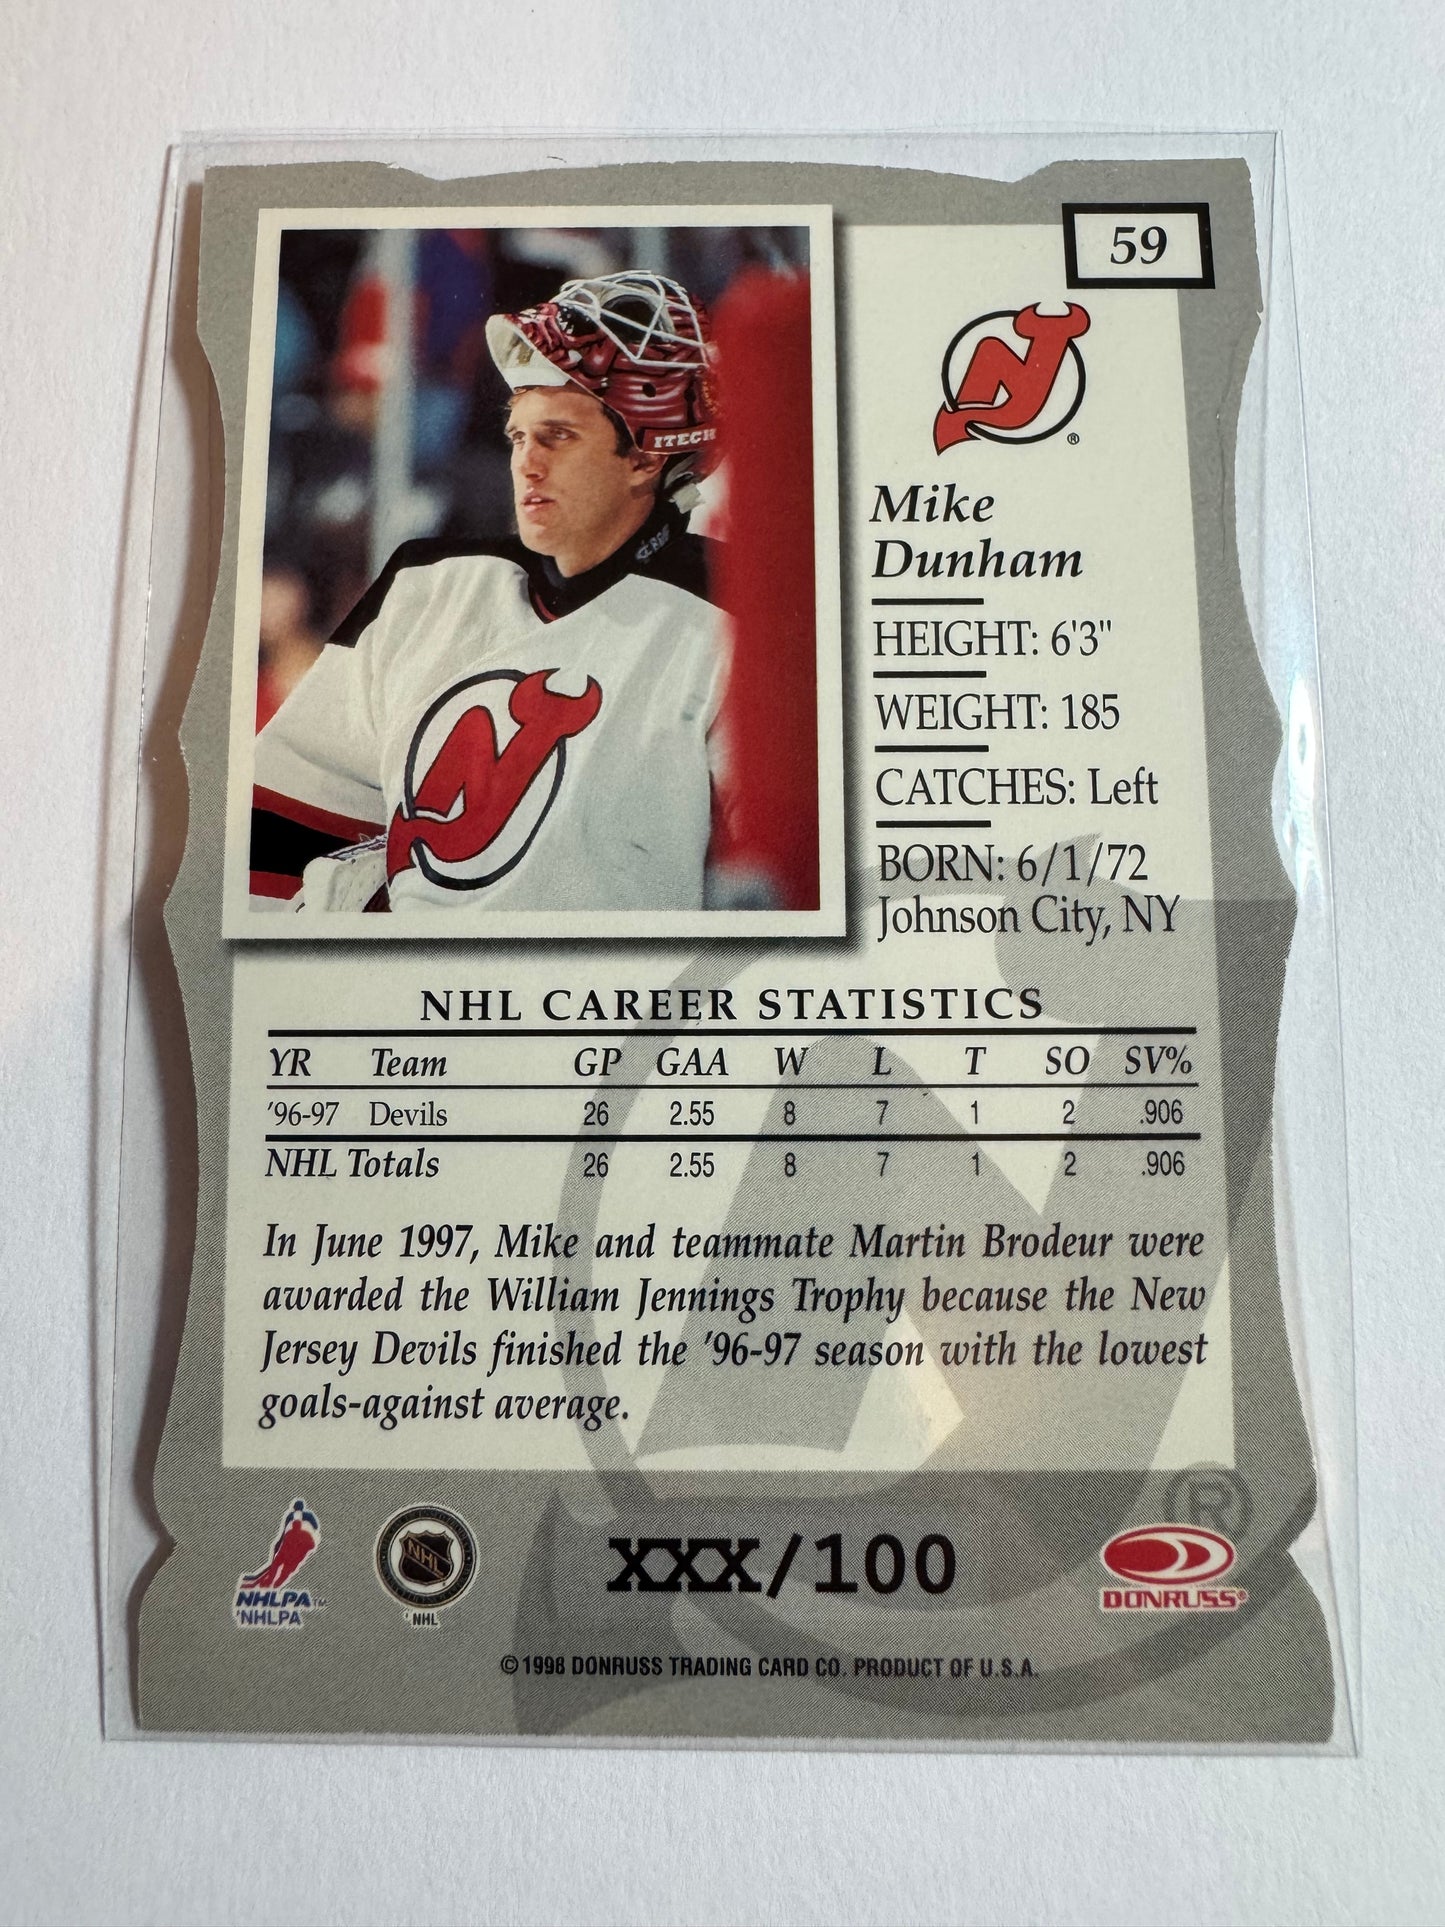 59
ITECH
Mike
Dunham
HEIGHT: 6'3"
WEIGHT: 185
CATCHES: Left
BORN: 6/1/72
Johnson City, NY
NHL CAREER STATISTICS
YR Team GP GAA W L T SO SV%
'96-97 Devils 26 2.55 8 7 1 2 .906
NHL Totals 26 2.55 8 7 1 2 .906
In June 1997, Mike and teammate Martin Brodeur were
awarded the William Jennings Trophy because the New
Jersey Devils finished the '96-97 season with the lowest
goals-against average.
NHLPA™
'NHLPA
NHL
'NHL
XXX/100
DONRUSS®
©1998 DONRUSS TRADING CARD CO. PRODUCT OF U.S.A.